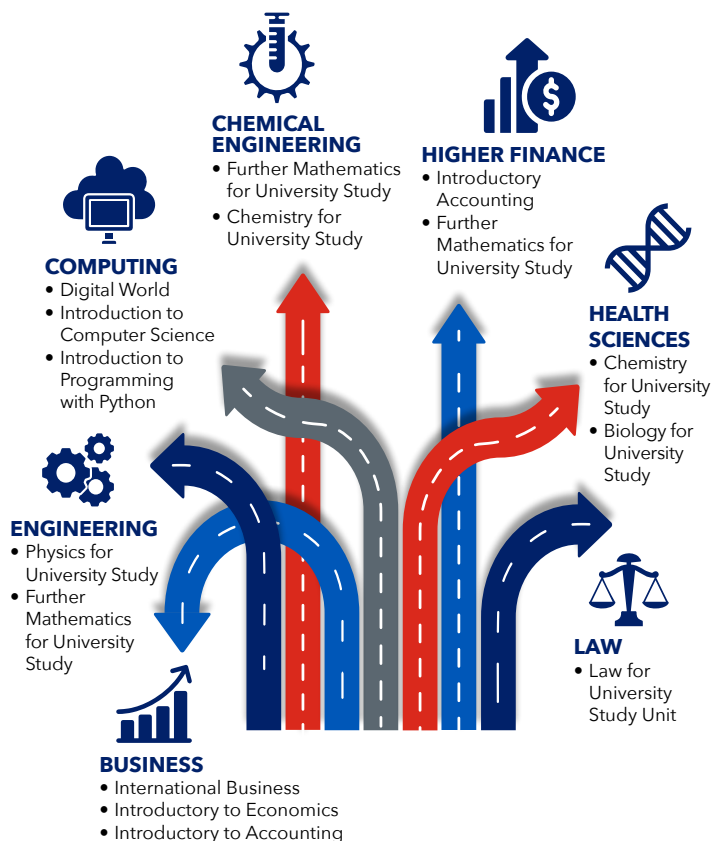 CHEMICAL
ENGINEERING
• Further Mathematics
for University Study
• Chemistry for
University Study
$
HIGHER FINANCE
• Introductory
Accounting
• Further
Mathematics for
University Study
COMPUTING
• Digital World
• Introduction to
Computer Science
• Introduction to
Programming
with Python
HEALTH
SCIENCES
• Chemistry
for University
Study
• Biology for
University
Study
ENGINEERING
• Physics for
University Study
• Further
Mathematics
for University
Study
LAW
• Law for
University
Study Unit
BUSINESS
• International Business
• Introductory to Economics
• Introductory to Accounting